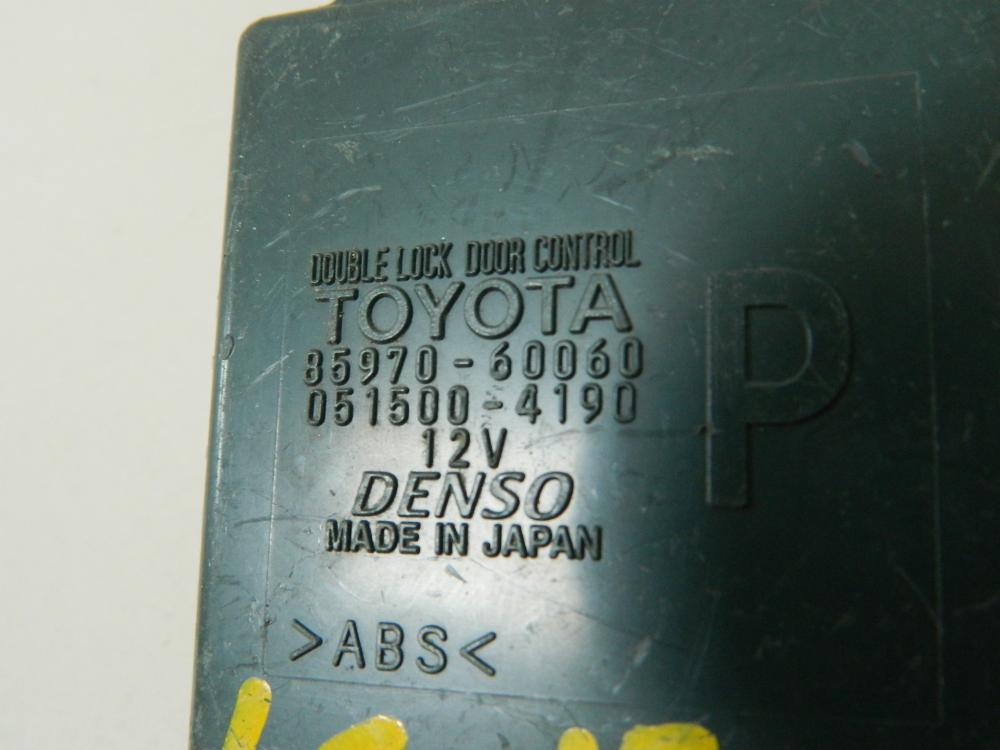 DOUBLE LOCK DOOR CONTROL
TOYOTA
85970-60060
051500-4190
12V
DENSO
MADE IN JAPAN
>ABS<
P